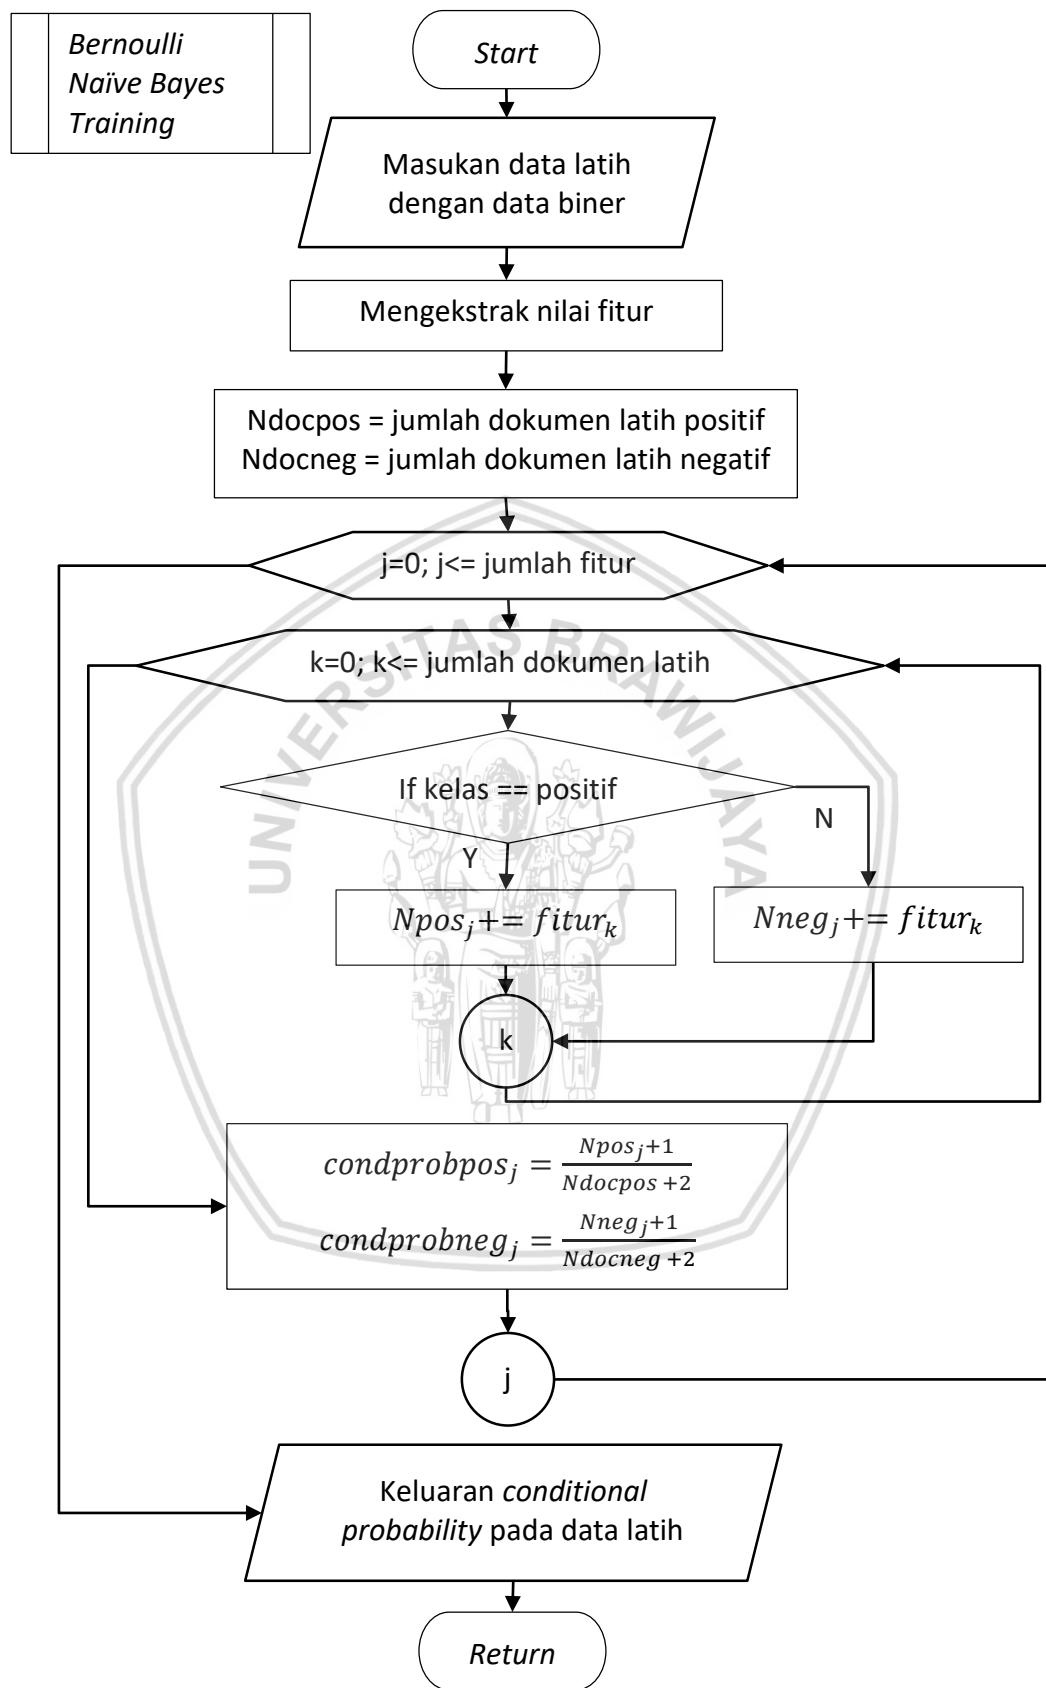 Bernoulli
Naïve Bayes
Training
Start
Masukan data latih
dengan data biner
Mengekstrak nilai fitur
Ndocpos = jumlah dokumen latih positif
Ndocneg = jumlah dokumen latih negatif
j=0; j<= jumlah fitur
k=0; k<= jumlah dokumen latih
UNIVERSITAS BRAWIJAYA
If kelas == positif
N
Y
Npos_j += fitur_k
Nneg_j += fitur_k
k
condprobpos_j = (Npos_j+1)/(Ndocpos+2)
condprobneg_j = (Nneg_j+1)/(Ndocneg+2)
j
Keluaran conditional
probability pada data latih
Return